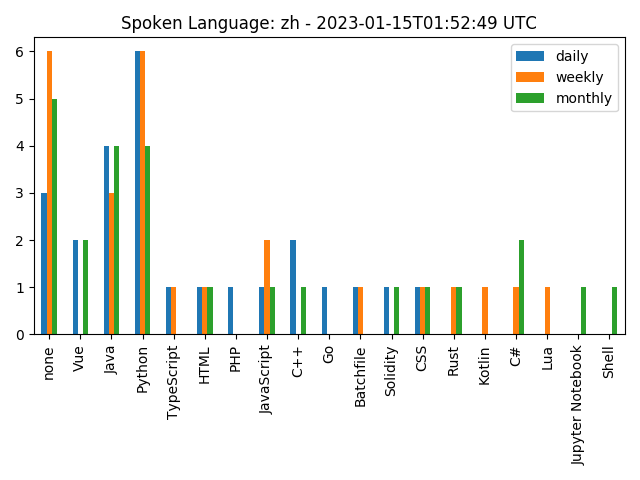 Spoken Language: zh - 2023-01-15T01:52:49 UTC
daily
weekly
monthly
6
5
4
3
2
1
0
none
Vue
Java
Python
TypeScript
HTML
PHP
JavaScript
C++
Go
Batchfile
Solidity
CSS
Rust
Kotlin
C#
Lua
Jupyter Notebook
Shell